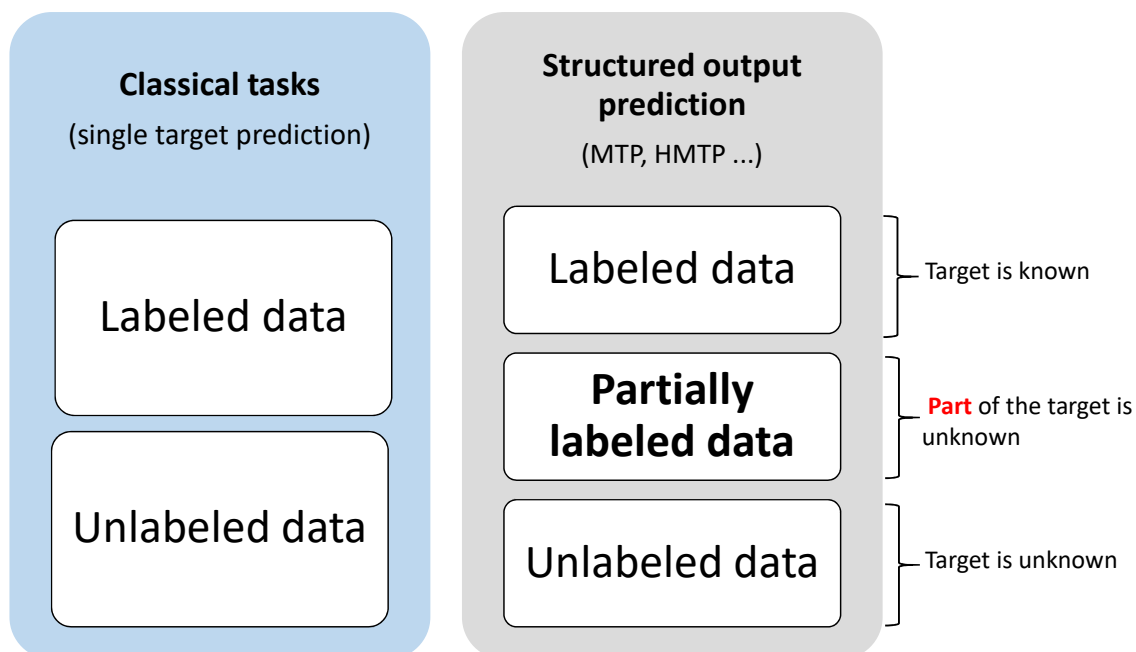 Classical tasks
(single target prediction)
Labeled data
Unlabeled data
Structured output
prediction
(MTP, HMTP ...)
Labeled data
Partially
labeled data
Unlabeled data
Target is known
Part of the target is
unknown
Target is unknown